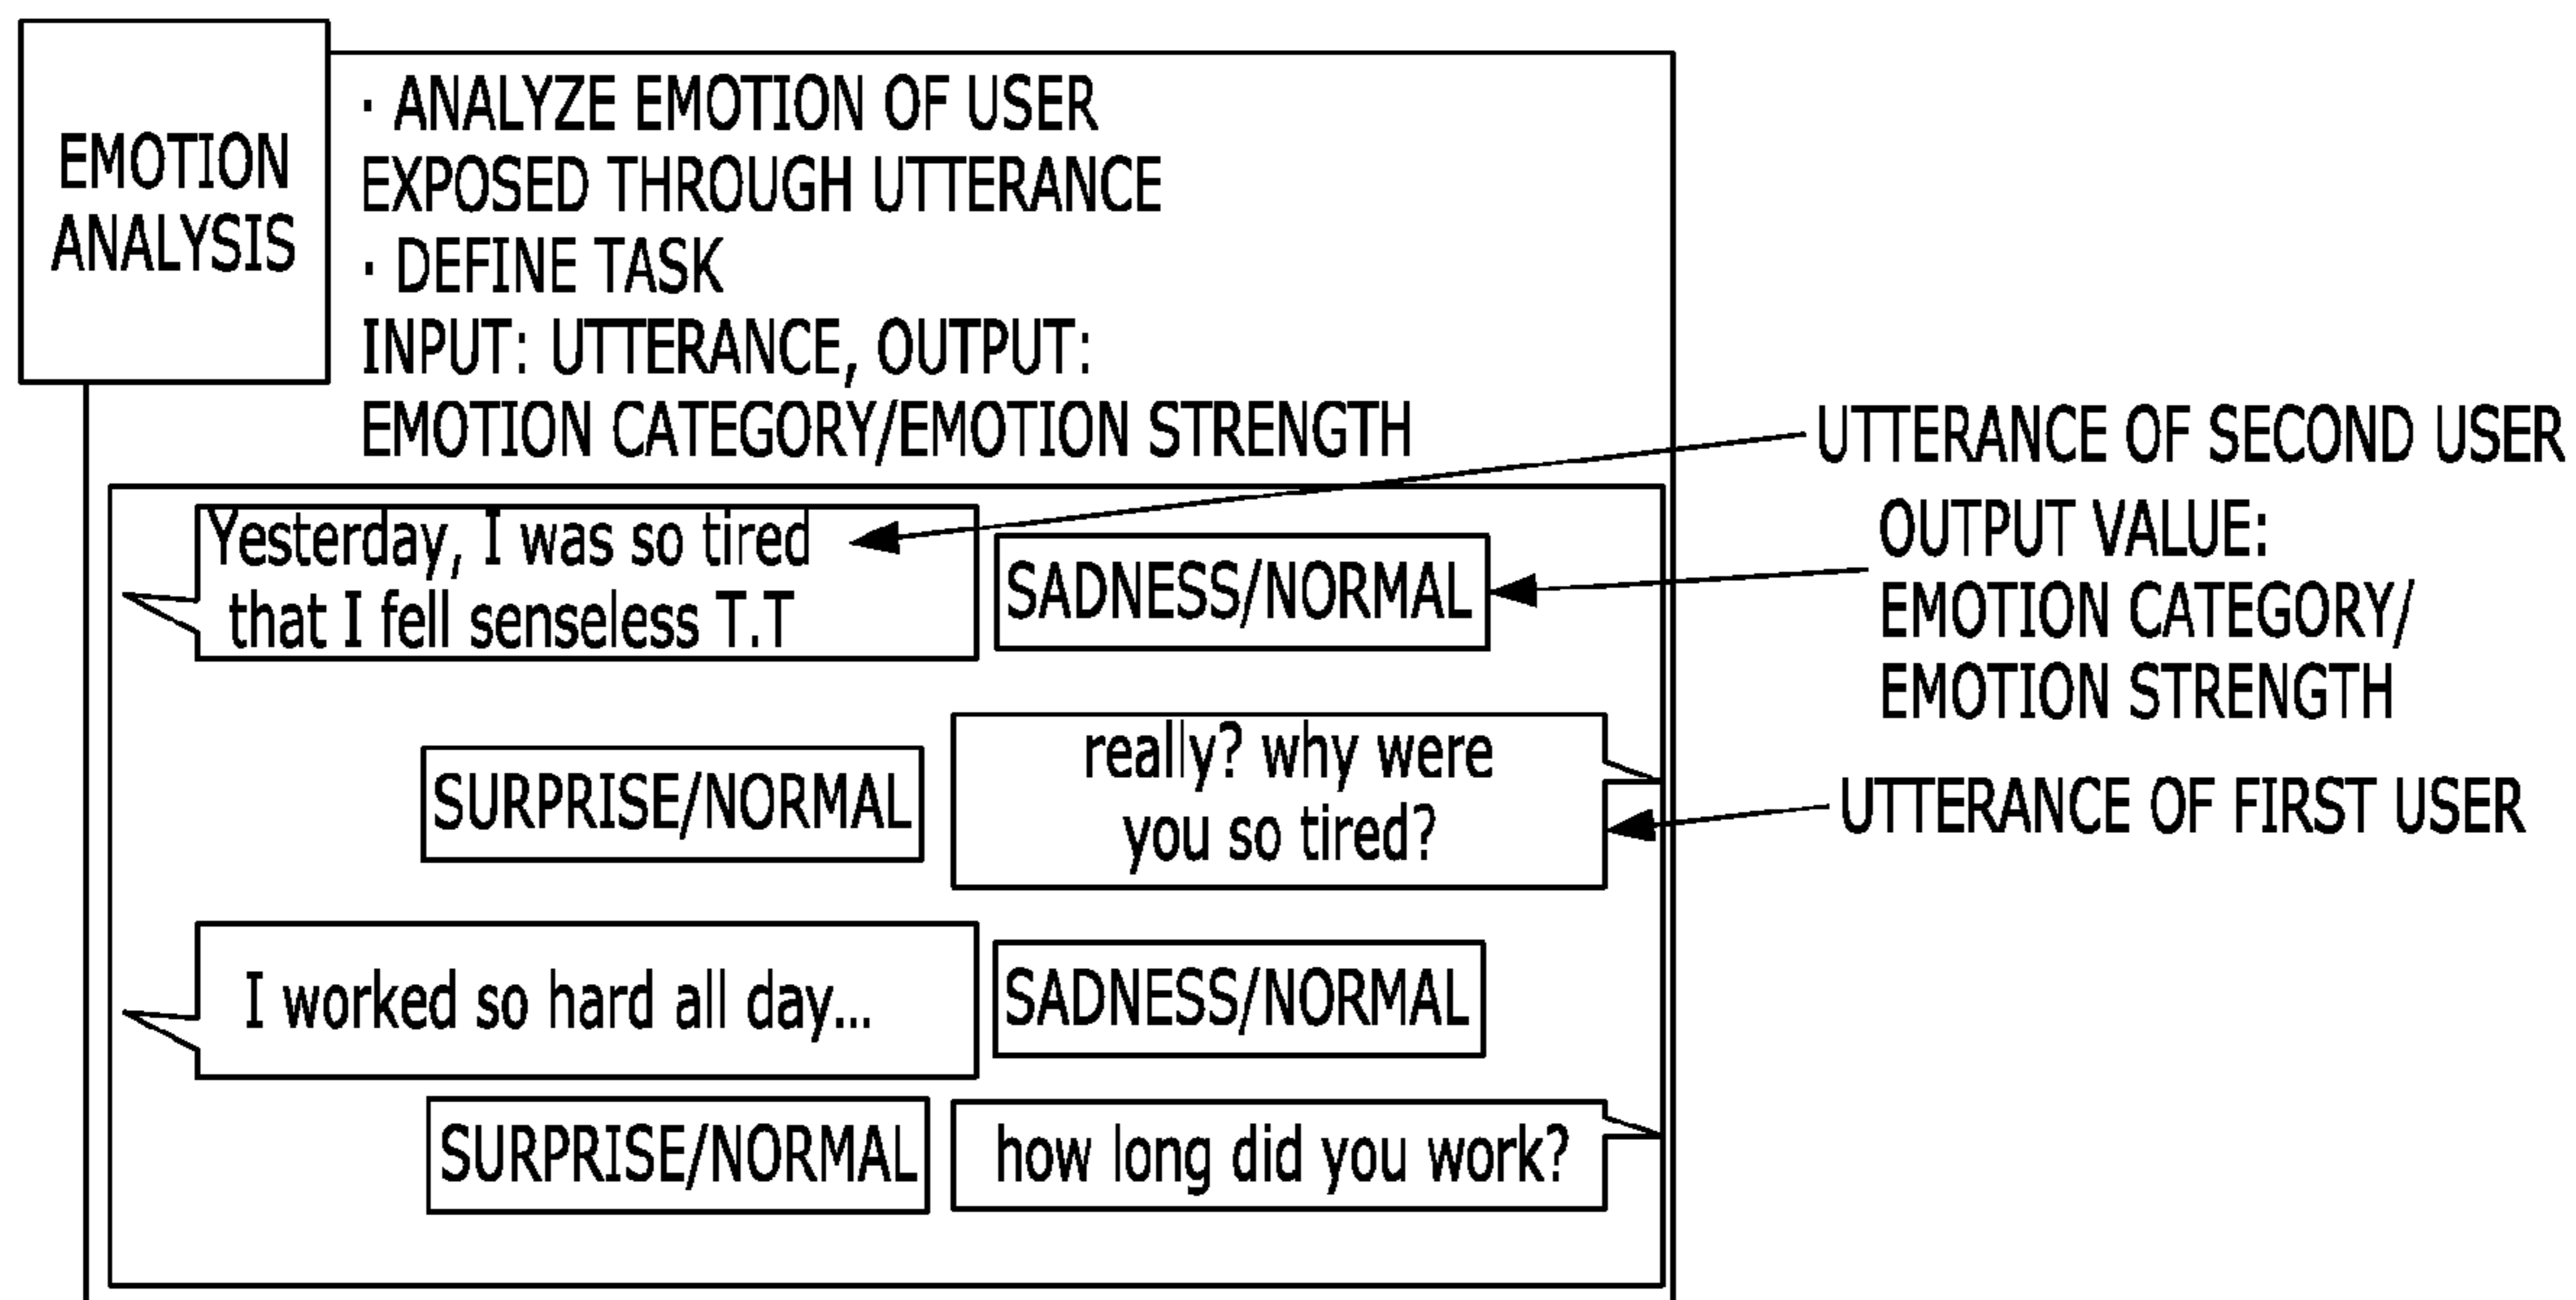 EMOTION
ANALYSIS
· ANALYZE EMOTION OF USER
EXPOSED THROUGH UTTERANCE
· DEFINE TASK
INPUT: UTTERANCE, OUTPUT:
EMOTION CATEGORY/EMOTION STRENGTH
UTTERANCE OF SECOND USER
Yesterday, I was so tired
that I fell senseless T.T
SADNESS/NORMAL
OUTPUT VALUE:
EMOTION CATEGORY/
EMOTION STRENGTH
SURPRISE/NORMAL
really? why were
you so tired?
UTTERANCE OF FIRST USER
I worked so hard all day...
SADNESS/NORMAL
SURPRISE/NORMAL
how long did you work?